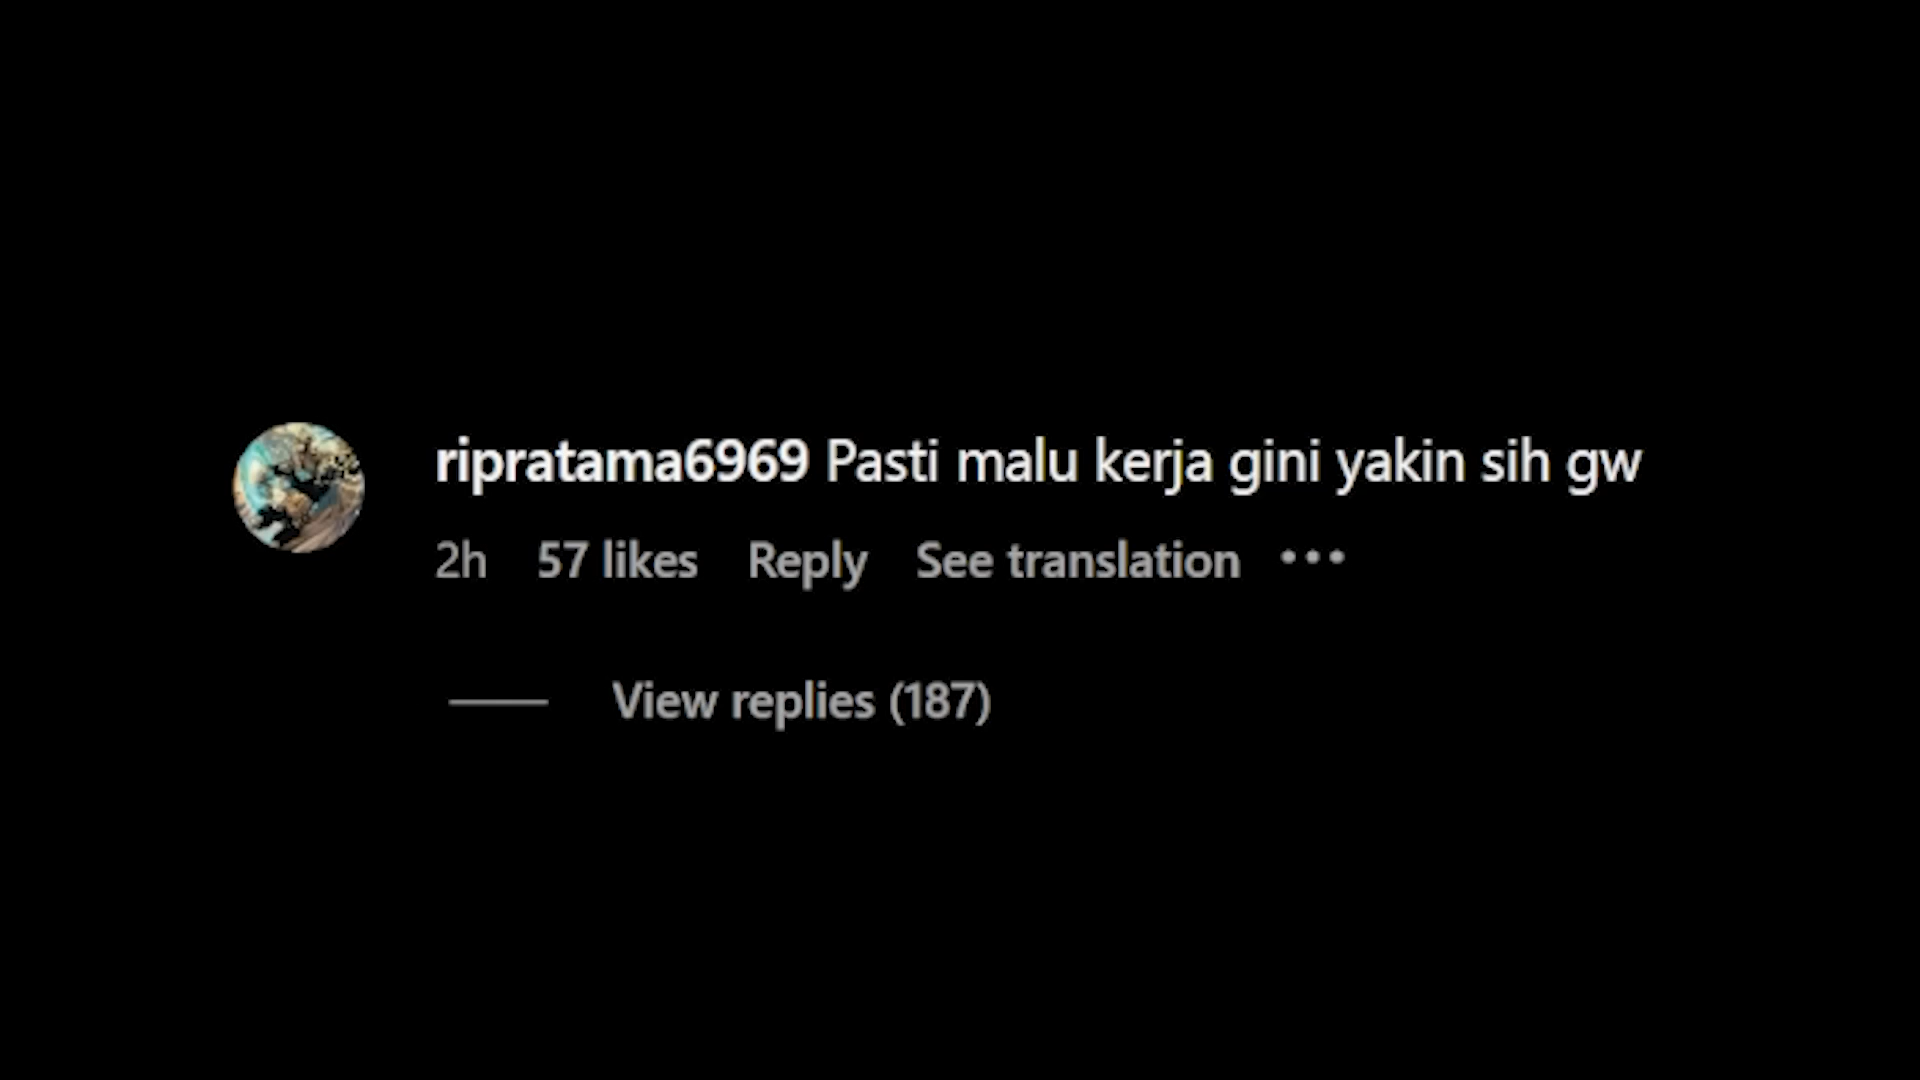 ripratama6969 Pasti malu kerja gini yakin sih gw
2h 57 likes Reply See translation •••
View replies (187)